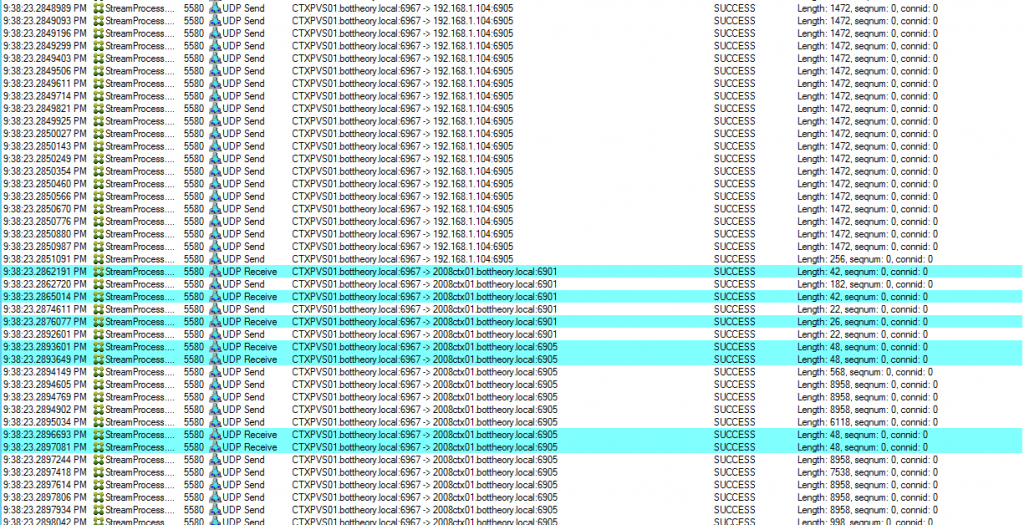 9:38:23.2848989 PM StreamProcess.... 5580 UDP Send CTXPVS01.bottheory.local:6967 -> 192.168.1.104:6905 SUCCESS Length: 1472, seqnum: 0, connid: 0
9:38:23.2849093 PM StreamProcess.... 5580 UDP Send CTXPVS01.bottheory.local:6967 -> 192.168.1.104:6905 SUCCESS Length: 1472, seqnum: 0, connid: 0
9:38:23.2849196 PM StreamProcess.... 5580 UDP Send CTXPVS01.bottheory.local:6967 -> 192.168.1.104:6905 SUCCESS Length: 1472, seqnum: 0, connid: 0
9:38:23.2849299 PM StreamProcess.... 5580 UDP Send CTXPVS01.bottheory.local:6967 -> 192.168.1.104:6905 SUCCESS Length: 1472, seqnum: 0, connid: 0
9:38:23.2849403 PM StreamProcess.... 5580 UDP Send CTXPVS01.bottheory.local:6967 -> 192.168.1.104:6905 SUCCESS Length: 1472, seqnum: 0, connid: 0
9:38:23.2849506 PM StreamProcess.... 5580 UDP Send CTXPVS01.bottheory.local:6967 -> 192.168.1.104:6905 SUCCESS Length: 1472, seqnum: 0, connid: 0
9:38:23.2849611 PM StreamProcess.... 5580 UDP Send CTXPVS01.bottheory.local:6967 -> 192.168.1.104:6905 SUCCESS Length: 1472, seqnum: 0, connid: 0
9:38:23.2849714 PM StreamProcess.... 5580 UDP Send CTXPVS01.bottheory.local:6967 -> 192.168.1.104:6905 SUCCESS Length: 1472, seqnum: 0, connid: 0
9:38:23.2849821 PM StreamProcess.... 5580 UDP Send CTXPVS01.bottheory.local:6967 -> 192.168.1.104:6905 SUCCESS Length: 1472, seqnum: 0, connid: 0
9:38:23.2849925 PM StreamProcess.... 5580 UDP Send CTXPVS01.bottheory.local:6967 -> 192.168.1.104:6905 SUCCESS Length: 1472, seqnum: 0, connid: 0
9:38:23.2850027 PM StreamProcess.... 5580 UDP Send CTXPVS01.bottheory.local:6967 -> 192.168.1.104:6905 SUCCESS Length: 1472, seqnum: 0, connid: 0
9:38:23.2850143 PM StreamProcess.... 5580 UDP Send CTXPVS01.bottheory.local:6967 -> 192.168.1.104:6905 SUCCESS Length: 1472, seqnum: 0, connid: 0
9:38:23.2850249 PM StreamProcess.... 5580 UDP Send CTXPVS01.bottheory.local:6967 -> 192.168.1.104:6905 SUCCESS Length: 1472, seqnum: 0, connid: 0
9:38:23.2850354 PM StreamProcess.... 5580 UDP Send CTXPVS01.bottheory.local:6967 -> 192.168.1.104:6905 SUCCESS Length: 1472, seqnum: 0, connid: 0
9:38:23.2850460 PM StreamProcess.... 5580 UDP Send CTXPVS01.bottheory.local:6967 -> 192.168.1.104:6905 SUCCESS Length: 1472, seqnum: 0, connid: 0
9:38:23.2850566 PM StreamProcess.... 5580 UDP Send CTXPVS01.bottheory.local:6967 -> 192.168.1.104:6905 SUCCESS Length: 1472, seqnum: 0, connid: 0
9:38:23.2850670 PM StreamProcess.... 5580 UDP Send CTXPVS01.bottheory.local:6967 -> 192.168.1.104:6905 SUCCESS Length: 1472, seqnum: 0, connid: 0
9:38:23.2850776 PM StreamProcess.... 5580 UDP Send CTXPVS01.bottheory.local:6967 -> 192.168.1.104:6905 SUCCESS Length: 1472, seqnum: 0, connid: 0
9:38:23.2850880 PM StreamProcess.... 5580 UDP Send CTXPVS01.bottheory.local:6967 -> 192.168.1.104:6905 SUCCESS Length: 1472, seqnum: 0, connid: 0
9:38:23.2850987 PM StreamProcess.... 5580 UDP Send CTXPVS01.bottheory.local:6967 -> 192.168.1.104:6905 SUCCESS Length: 1472, seqnum: 0, connid: 0
9:38:23.2851091 PM StreamProcess.... 5580 UDP Send CTXPVS01.bottheory.local:6967 -> 192.168.1.104:6905 SUCCESS Length: 256, seqnum: 0, connid: 0
9:38:23.2862191 PM StreamProcess.... 5580 UDP Receive CTXPVS01.bottheory.local:6967 -> 2008ctx01.bottheory.local:6901 SUCCESS Length: 42, seqnum: 0, connid: 0
9:38:23.2862720 PM StreamProcess.... 5580 UDP Send CTXPVS01.bottheory.local:6967 -> 2008ctx01.bottheory.local:6901 SUCCESS Length: 182, seqnum: 0, connid: 0
9:38:23.2865014 PM StreamProcess.... 5580 UDP Receive CTXPVS01.bottheory.local:6967 -> 2008ctx01.bottheory.local:6901 SUCCESS Length: 42, seqnum: 0, connid: 0
9:38:23.2874611 PM StreamProcess.... 5580 UDP Send CTXPVS01.bottheory.local:6967 -> 2008ctx01.bottheory.local:6901 SUCCESS Length: 22, seqnum: 0, connid: 0
9:38:23.2876077 PM StreamProcess.... 5580 UDP Receive CTXPVS01.bottheory.local:6967 -> 2008ctx01.bottheory.local:6901 SUCCESS Length: 26, seqnum: 0, connid: 0
9:38:23.2892601 PM StreamProcess.... 5580 UDP Send CTXPVS01.bottheory.local:6967 -> 2008ctx01.bottheory.local:6901 SUCCESS Length: 22, seqnum: 0, connid: 0
9:38:23.2893601 PM StreamProcess.... 5580 UDP Receive CTXPVS01.bottheory.local:6967 -> 2008ctx01.bottheory.local:6905 SUCCESS Length: 48, seqnum: 0, connid: 0
9:38:23.2893649 PM StreamProcess.... 5580 UDP Receive CTXPVS01.bottheory.local:6967 -> 2008ctx01.bottheory.local:6905 SUCCESS Length: 48, seqnum: 0, connid: 0
9:38:23.2894149 PM StreamProcess.... 5580 UDP Send CTXPVS01.bottheory.local:6967 -> 2008ctx01.bottheory.local:6905 SUCCESS Length: 568, seqnum: 0, connid: 0
9:38:23.2894605 PM StreamProcess.... 5580 UDP Send CTXPVS01.bottheory.local:6967 -> 2008ctx01.bottheory.local:6905 SUCCESS Length: 8958, seqnum: 0, connid: 0
9:38:23.2894769 PM StreamProcess.... 5580 UDP Send CTXPVS01.bottheory.local:6967 -> 2008ctx01.bottheory.local:6905 SUCCESS Length: 8958, seqnum: 0, connid: 0
9:38:23.2894902 PM StreamProcess.... 5580 UDP Send CTXPVS01.bottheory.local:6967 -> 2008ctx01.bottheory.local:6905 SUCCESS Length: 8958, seqnum: 0, connid: 0
9:38:23.2895034 PM StreamProcess.... 5580 UDP Send CTXPVS01.bottheory.local:6967 -> 2008ctx01.bottheory.local:6905 SUCCESS Length: 6118, seqnum: 0, connid: 0
9:38:23.2896693 PM StreamProcess.... 5580 UDP Receive CTXPVS01.bottheory.local:6967 -> 2008ctx01.bottheory.local:6905 SUCCESS Length: 48, seqnum: 0, connid: 0
9:38:23.2897081 PM StreamProcess.... 5580 UDP Receive CTXPVS01.bottheory.local:6967 -> 2008ctx01.bottheory.local:6905 SUCCESS Length: 48, seqnum: 0, connid: 0
9:38:23.2897244 PM StreamProcess.... 5580 UDP Send CTXPVS01.bottheory.local:6967 -> 2008ctx01.bottheory.local:6905 SUCCESS Length: 8958, seqnum: 0, connid: 0
9:38:23.2897418 PM StreamProcess.... 5580 UDP Send CTXPVS01.bottheory.local:6967 -> 2008ctx01.bottheory.local:6905 SUCCESS Length: 7538, seqnum: 0, connid: 0
9:38:23.2897614 PM StreamProcess.... 5580 UDP Send CTXPVS01.bottheory.local:6967 -> 2008ctx01.bottheory.local:6905 SUCCESS Length: 8958, seqnum: 0, connid: 0
9:38:23.2897806 PM StreamProcess.... 5580 UDP Send CTXPVS01.bottheory.local:6967 -> 2008ctx01.bottheory.local:6905 SUCCESS Length: 8958, seqnum: 0, connid: 0
9:38:23.2897934 PM StreamProcess.... 5580 UDP Send CTXPVS01.bottheory.local:6967 -> 2008ctx01.bottheory.local:6905 SUCCESS Length: 8958, seqnum: 0, connid: 0
9:38:23.2898042 PM StreamProcess.... 5580 UDP Send CTXPVS01.bottheory.local:6967 -> 2008ctx01.bottheory.local:6905 SUCCESS Length: 998, seqnum: 0, connid: 0